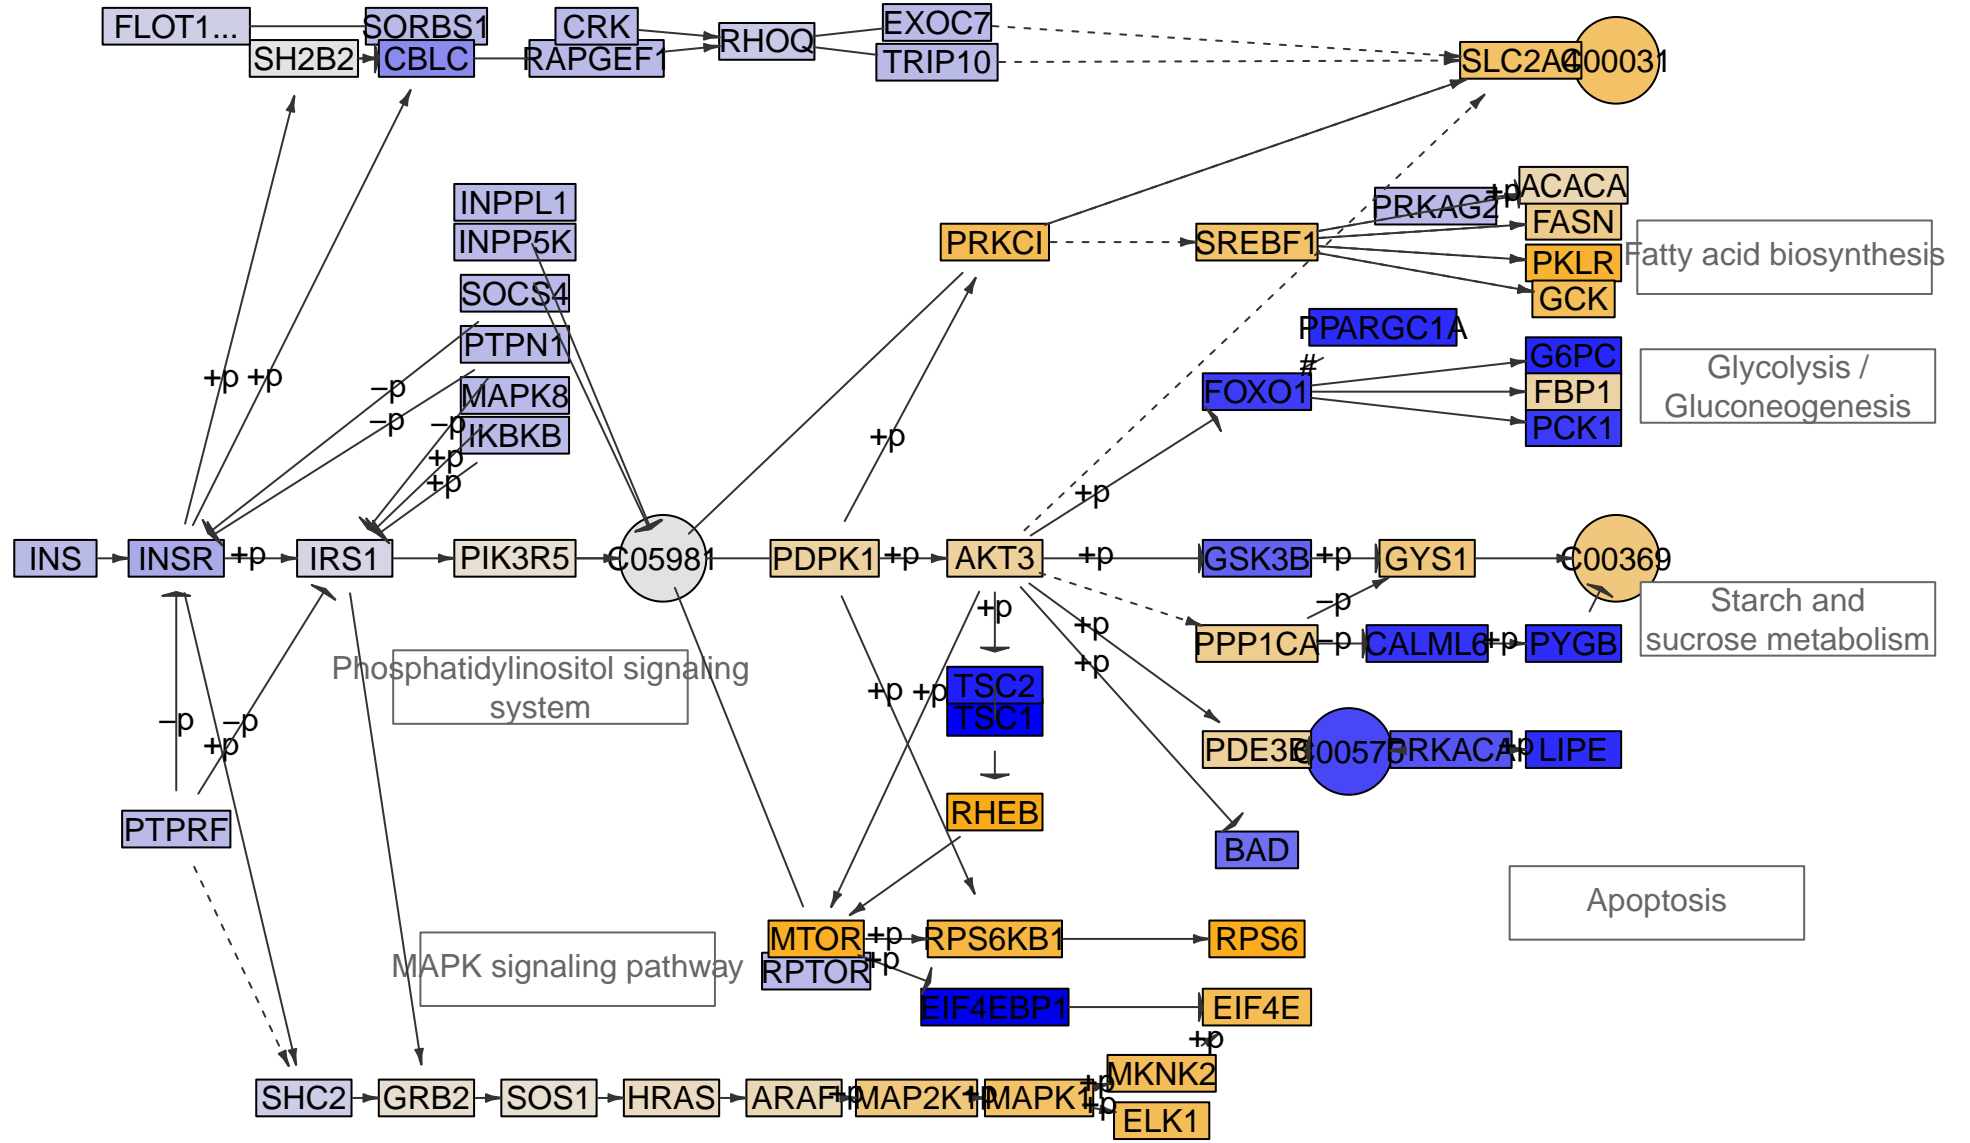 FLOT1...
SORBS1
CRK
EXOC7
SH2B2
CBLC
RAPGEF1
RHOQ
TRIP10
SLC2A4
C00031
INPPL1
PRKAG2
+p
ACACA
FASN
INPP5K
PRKCI
SREBF1
Fatty acid biosynthesis
PKLR
SOCS4
GCK
PTPN1
PPARGC1A
#
G6PC
Glycolysis /
Gluconeogenesis
+p
+p
−p
MAPK8
FOXO1
FBP1
−p
−p
IKBKB
PCK1
+p
+p
+p
+p
INS
INSR
+p
IRS1
PIK3R5
C05981
PDPK1
+p
AKT3
+p
GSK3B
+p
GYS1
C00369
+p
+p
−p
Starch and
sucrose metabolism
PPP1CA
−p
CALML6
+p
PYGB
+p
Phosphatidylinositol signaling
system
+p
+p
TSC2
TSC1
−p
−p
+p
PDE3B
C00575
PRKACA
+p
LIPE
RHEB
PTPRF
BAD
Apoptosis
MTOR
+p
RPS6KB1
RPS6
MAPK signaling pathway
RPTOR
+p
EIF4EBP1
EIF4E
+p
MKNK2
SHC2
GRB2
SOS1
HRAS
ARAF
+p
MAP2K1
+p
MAPK1
+p
+p
ELK1